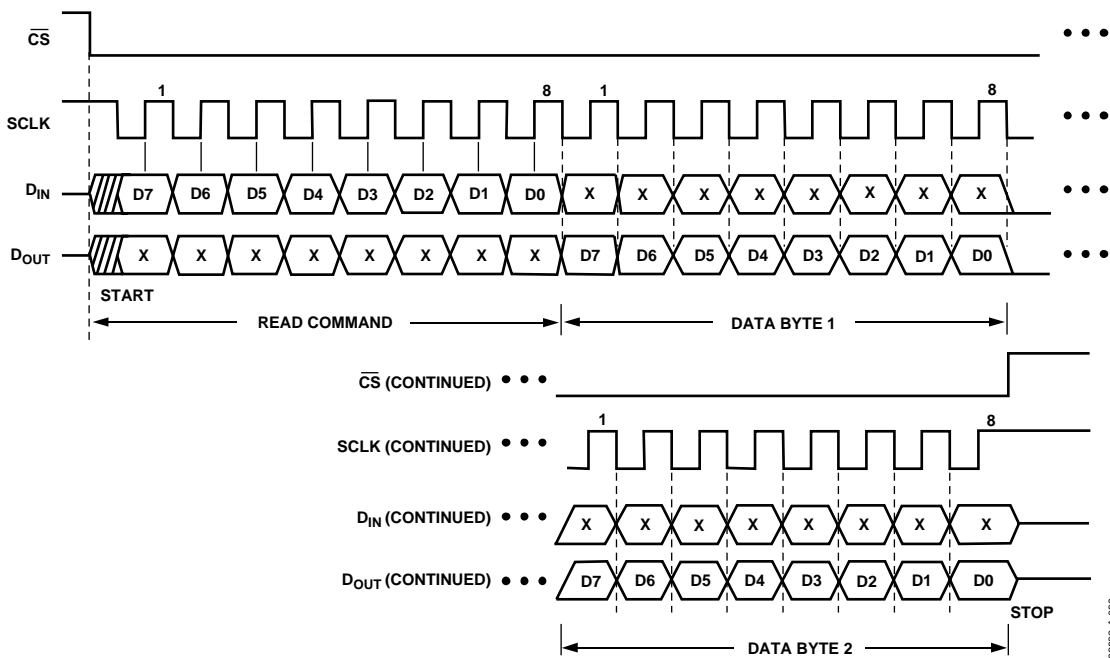 CS
1 8 1 8
SCLK
DIN D7 D6 D5 D4 D3 D2 D1 D0 X X X X X X X X
DOUT X X X X X X X X D7 D6 D5 D4 D3 D2 D1 D0
START
READ COMMAND DATA BYTE 1
CS (CONTINUED)
1 8
SCLK (CONTINUED)
DIN (CONTINUED) X X X X X X X X
DOUT (CONTINUED) D7 D6 D5 D4 D3 D2 D1 D0
STOP
DATA BYTE 2